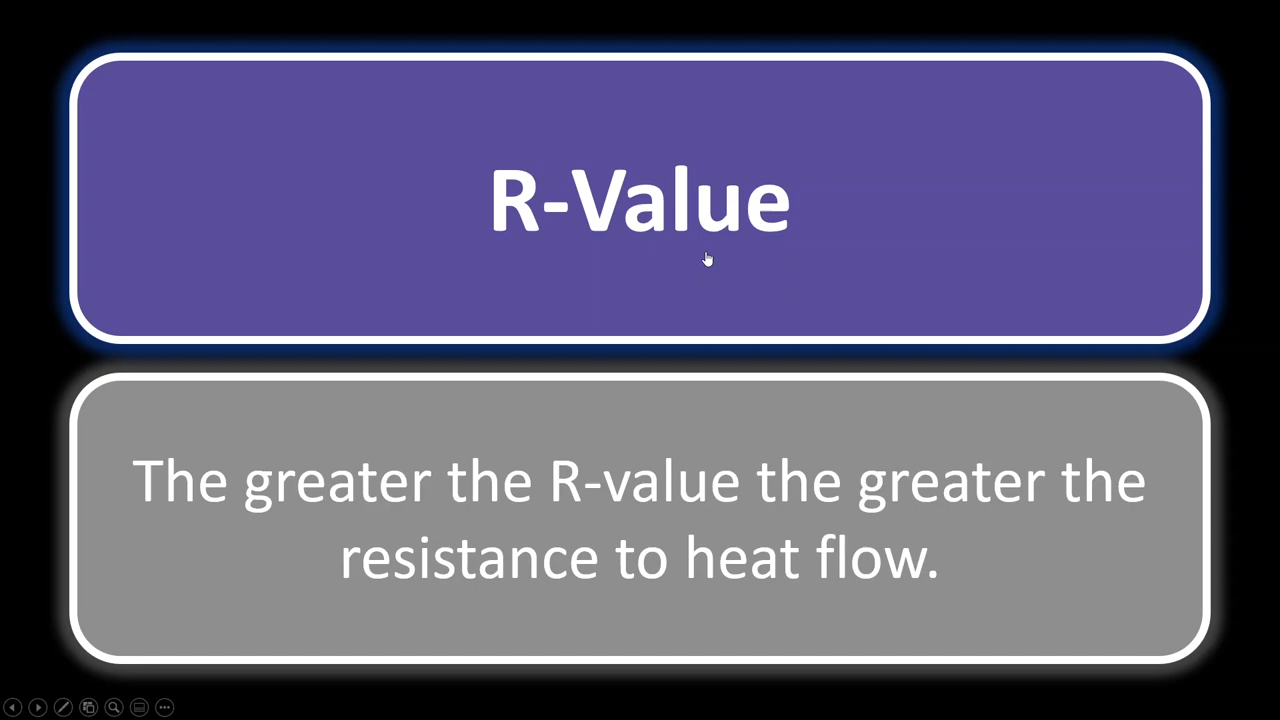 R-Value
The greater the R-value the greater the
resistance to heat flow.